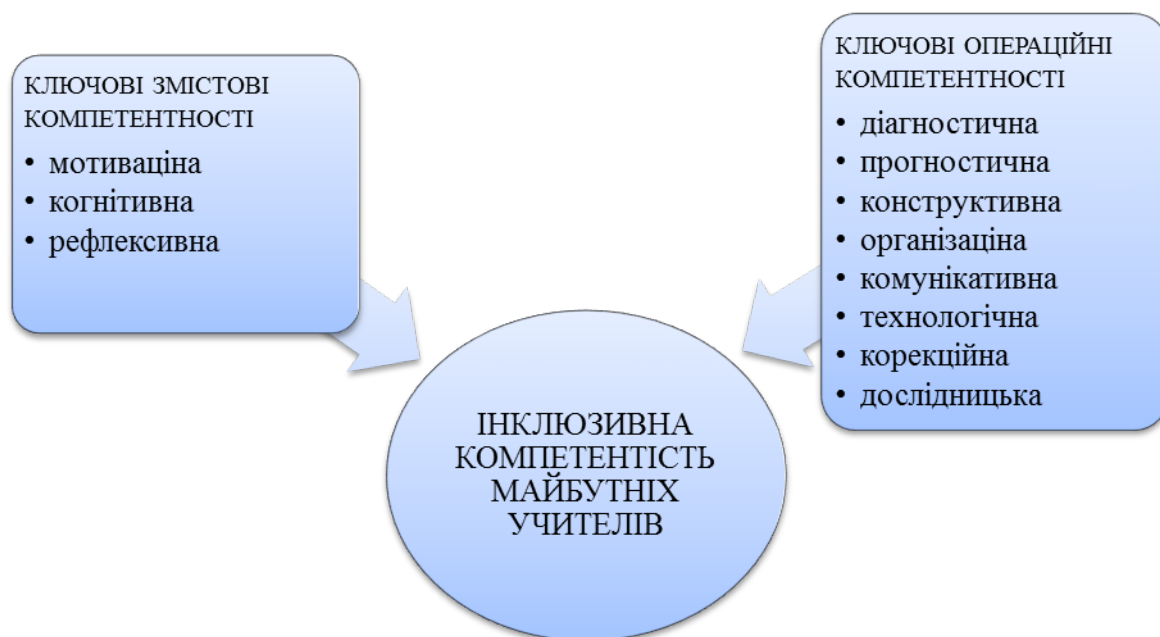 КЛЮЧОВІ ЗМІСТОВІ
КОМПЕТЕНТНОСТІ
• мотиваціна
• когнітивна
• рефлексивна
КЛЮЧОВІ ОПЕРАЦІЙНІ
КОМПЕТЕНТНОСТІ
• діагностична
• прогностична
• конструктивна
• організаціна
• комунікативна
• технологічна
• корекційна
• дослідницька
ІНКЛЮЗИВНА
КОМПЕТЕНТІСТЬ
МАЙБУТНІХ
УЧИТЕЛІВ